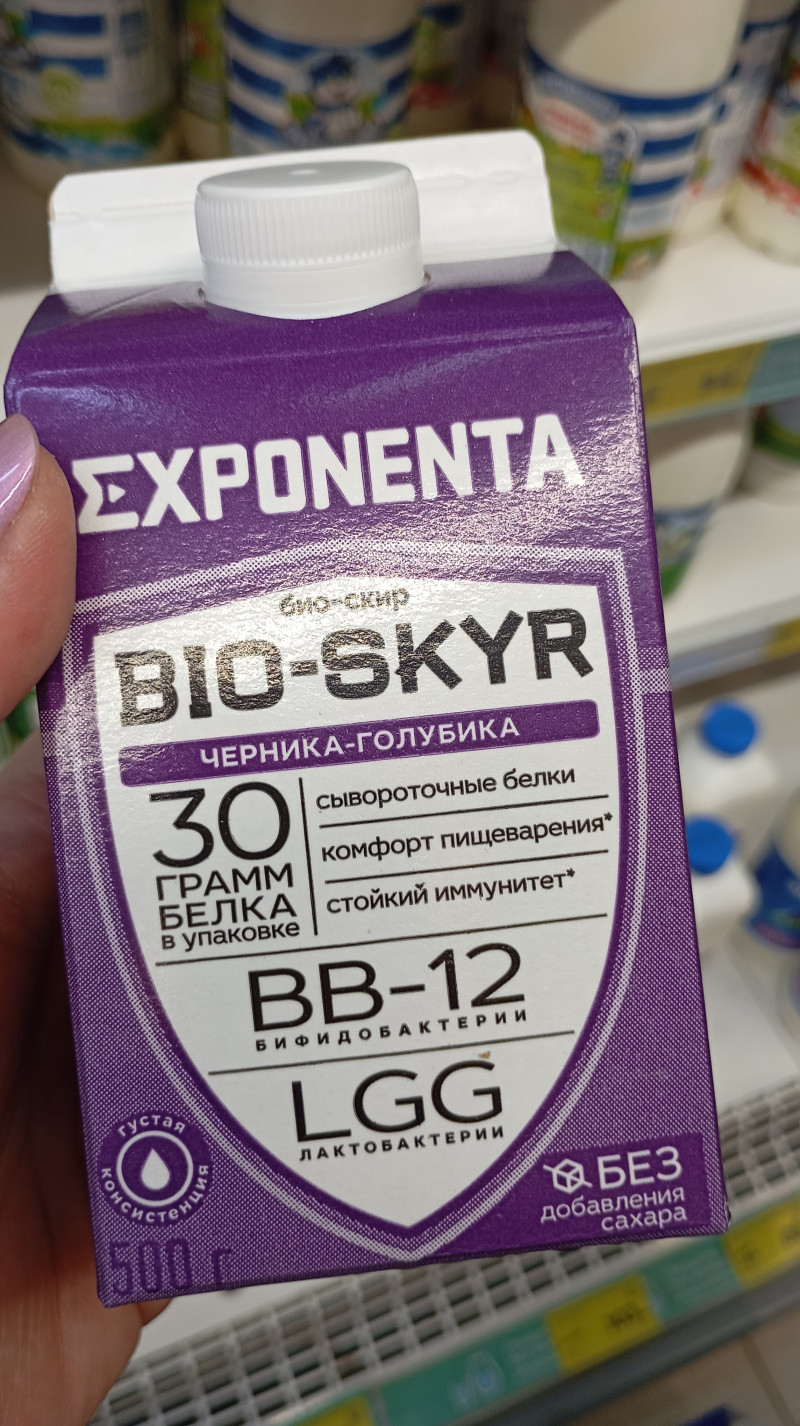 EXPONENTA
био-скир
BIO-SKYR
ЧЕРНИКА-ГОЛУБИКА
30
ГРАММ
БЕЛКА
в упаковке
сывороточные белки
комфорт пищеварения*
стойкий иммунитет*
BB-12
БИФИДОБАКТЕРИИ
LGG
ЛАКТОБАКТЕРИИ
густая
консистенция
500 г
БЕЗ
добавления
сахара